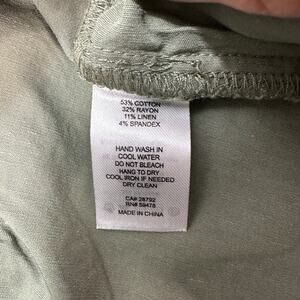 53% COTTON
32% RAYON
11% LINEN
4% SPANDEX
HAND WASH IN
COOL WATER
DO NOT BLEACH
HANG TO DRY
COOL IRON IF NEEDED
DRY CLEAN
CA# 28792
RN# 59478
MADE IN CHINA